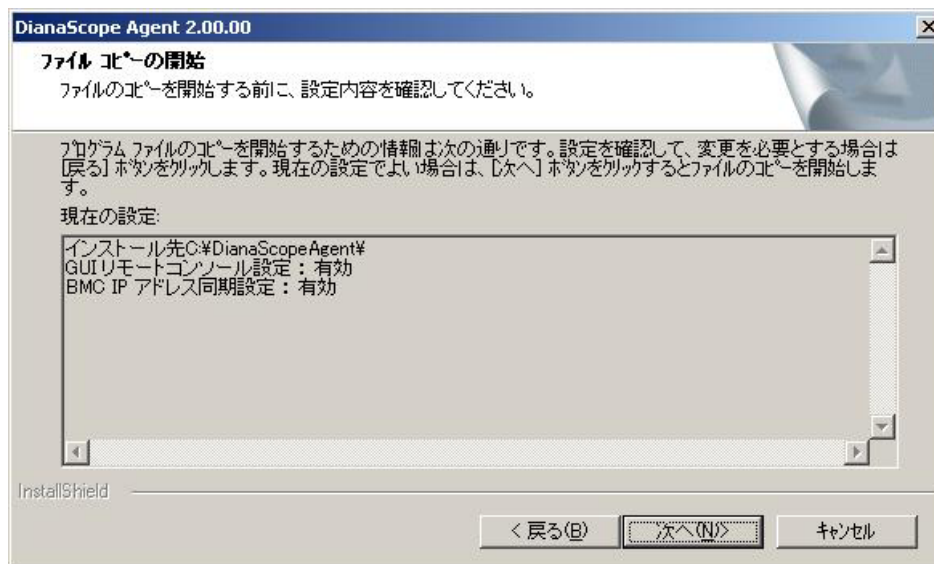 DianaScope Agent 2.00.00
ファイル コピーの開始
ファイルのコピーを開始する前に、設定内容を確認してください。
プログラム ファイルのコピーを開始するための情報は次の通りです。設定を確認して、変更を必要とする場合は
[戻る] ボタンをクリックします。現在の設定でよい場合は、[次へ] ボタンをクリックするとファイルのコピーを開始しま
す。
現在の設定:
インストール先C:¥DianaScopeAgent¥
GUIリモートコンソール設定：有効
BMC IP アドレス同期設定：有効
InstallShield
< 戻る(B)
次へ(N)>
キャンセル